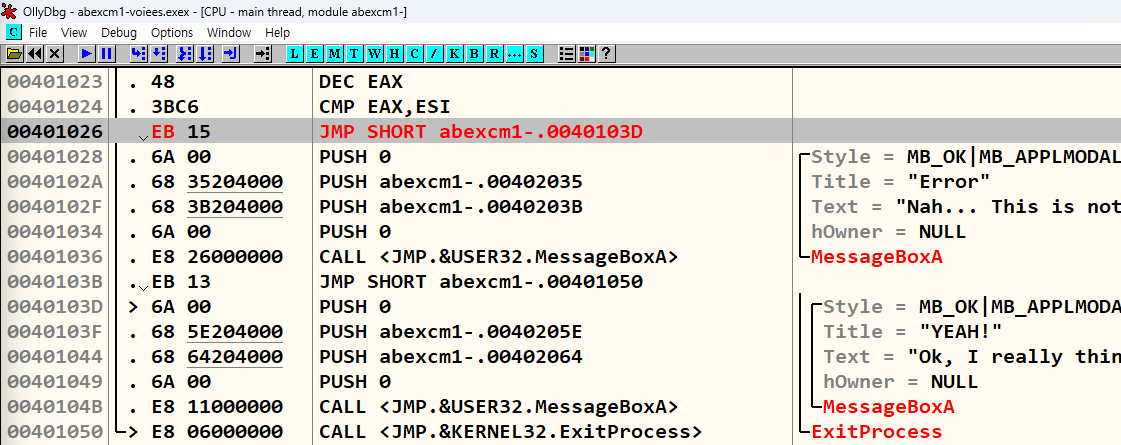 OllyDbg - abexcm1-voiees.exex - [CPU - main thread, module abexcm1-]
C File View Debug Options Window Help
L E M T W H C / K B R ... S ?
00401023 . 48 DEC EAX
00401024 . 3BC6 CMP EAX,ESI
00401026 .v EB 15 JMP SHORT abexcm1-.0040103D
00401028 . 6A 00 PUSH 0 Style = MB_OK|MB_APPLMODAL
0040102A . 68 35204000 PUSH abexcm1-.00402035 Title = "Error"
0040102F . 68 3B204000 PUSH abexcm1-.0040203B Text = "Nah... This is not
00401034 . 6A 00 PUSH 0 hOwner = NULL
00401036 . E8 26000000 CALL <JMP.&USER32.MessageBoxA> MessageBoxA
0040103B .v EB 13 JMP SHORT abexcm1-.00401050
0040103D > 6A 00 PUSH 0 Style = MB_OK|MB_APPLMODA
0040103F . 68 5E204000 PUSH abexcm1-.0040205E Title = "YEAH!"
00401044 . 68 64204000 PUSH abexcm1-.00402064 Text = "Ok, I really thin
00401049 . 6A 00 PUSH 0 hOwner = NULL
0040104B . E8 11000000 CALL <JMP.&USER32.MessageBoxA> MessageBoxA
00401050 > E8 06000000 CALL <JMP.&KERNEL32.ExitProcess> ExitProcess